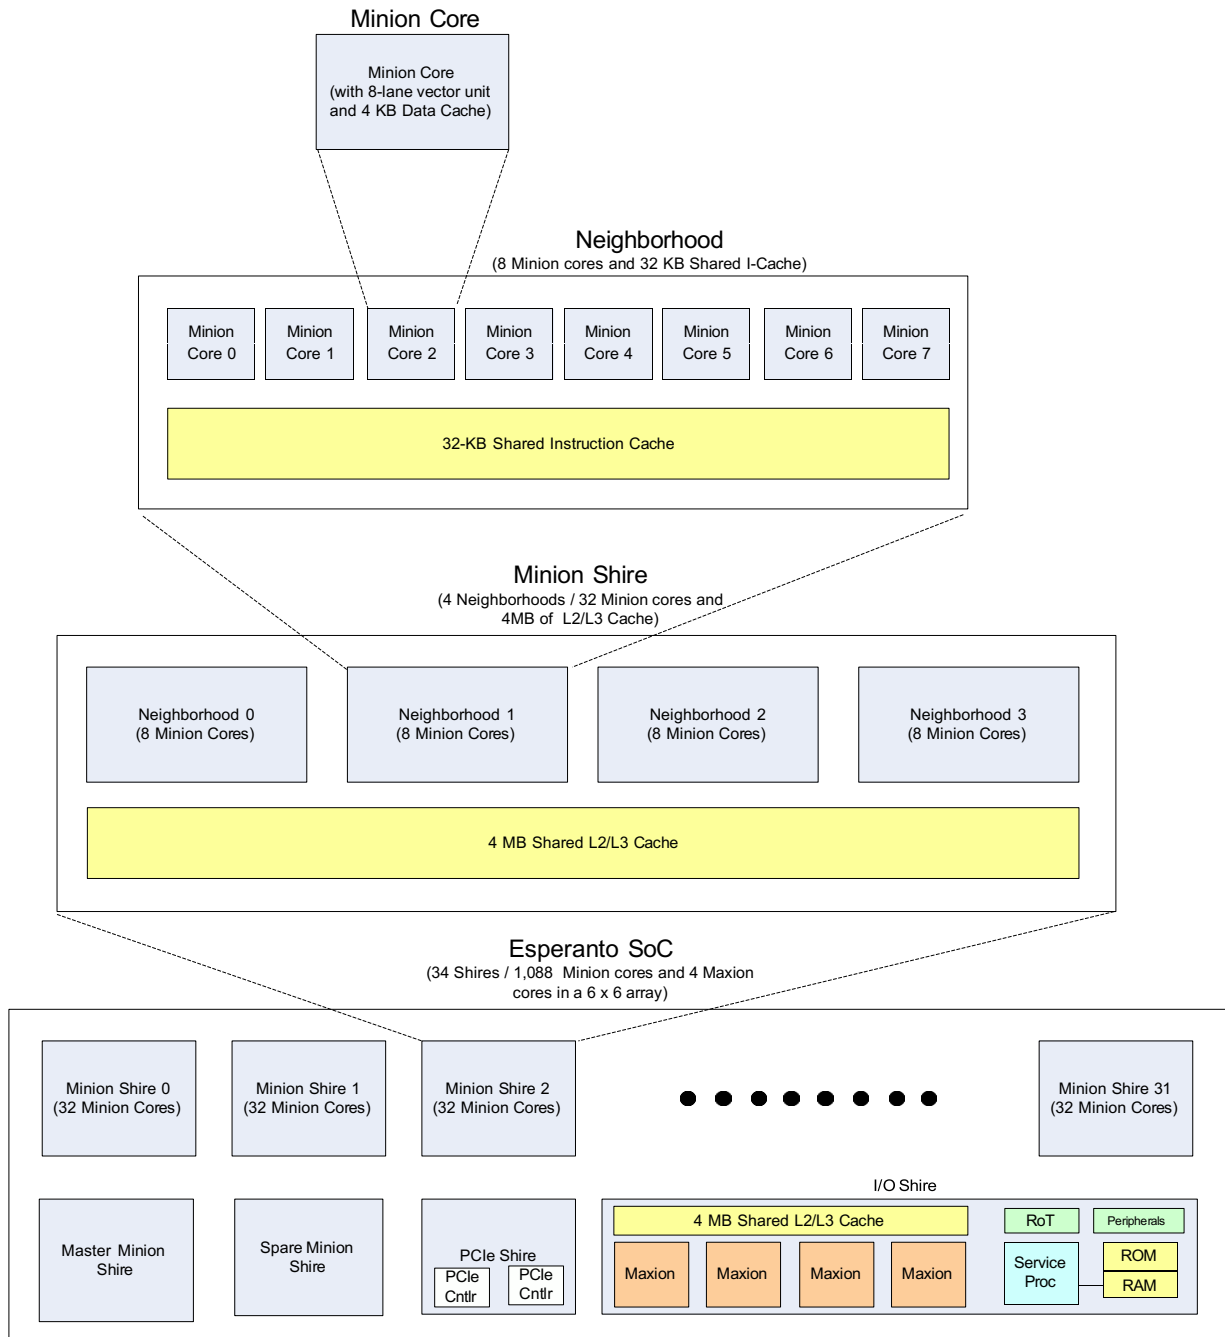 Minion Core
Minion Core
(with 8-lane vector unit
and 4 KB Data Cache)
Neighborhood
(8 Minion cores and 32 KB Shared I-Cache)
Minion
Core 0
Minion
Core 1
Minion
Core 2
Minion
Core 3
Minion
Core 4
Minion
Core 5
Minion
Core 6
Minion
Core 7
32-KB Shared Instruction Cache
Minion Shire
(4 Neighborhoods / 32 Minion cores and
4MB of L2/L3 Cache)
Neighborhood 0
(8 Minion Cores)
Neighborhood 1
(8 Minion Cores)
Neighborhood 2
(8 Minion Cores)
Neighborhood 3
(8 Minion Cores)
4 MB Shared L2/L3 Cache
Esperanto SoC
(34 Shires / 1,088 Minion cores and 4 Maxion
cores in a 6 x 6 array)
Minion Shire 0
(32 Minion Cores)
Minion Shire 1
(32 Minion Cores)
Minion Shire 2
(32 Minion Cores)
Minion Shire 31
(32 Minion Cores)
Master Minion
Shire
Spare Minion
Shire
PCIe Shire
PCIe
Cntlr
PCIe
Cntlr
I/O Shire
4 MB Shared L2/L3 Cache
Maxion
Maxion
Maxion
Maxion
RoT
Peripherals
Service
Proc
ROM
RAM